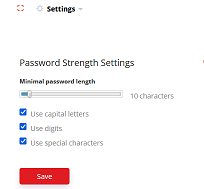 Settings
Password Strength Settings
Minimal password length
10 characters
Use capital letters
Use digits
Use special characters
Save